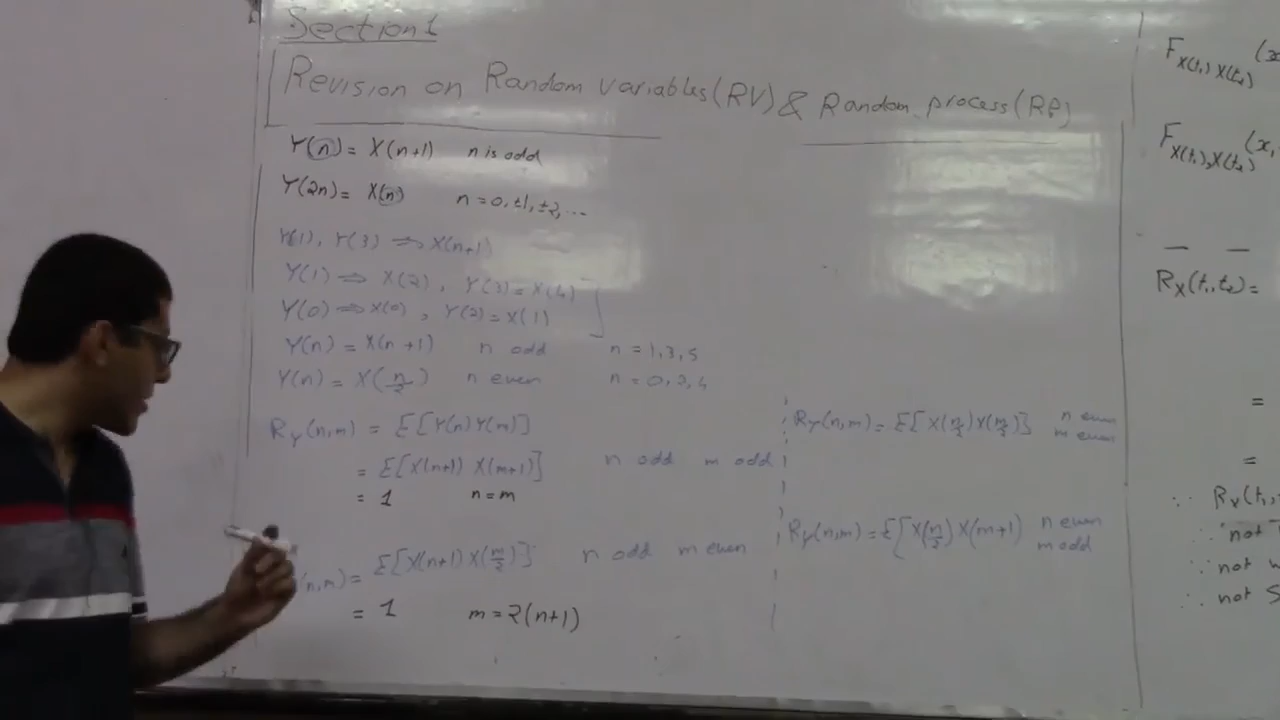 Section 1
Revision on Random variables (RV) & Random process (RP)
Y(n) = X(n+1) n is odd
Y(2n) = X(n) n = 0, ±1, ±2, ...
Y(1), Y(3) ⇒ X(n+1)
Y(1) ⇒ X(2), Y(3) = X(4)
Y(0) ⇒ X(0), Y(2) = X(1)
Y(n) = X(n+1) n odd n = 1,3,5
Y(n) = X(n/2) n even n = 0,2,4
R_Y(n,m) = E[Y(n)Y(m)]
= E[X(n+1) X(m+1)] n odd m odd
= 1 n=m
(n,m) = E[X(n+1) X(m/2)] n odd m even
= 1 m = 2(n+1)
R_Y(n,m) = E[X(n/2) X(m/2)] n even
m even
R_Y(n,m) = E[X(n/2) X(m+1) n even
m odd
F_X(t₁) X(t₂) (x
F_X(t₁), X(t₂) (x,
R_X(t₁,t₂) =
=
=
∵ R_X(t₁,
∴ not
∴ not
∴ not S